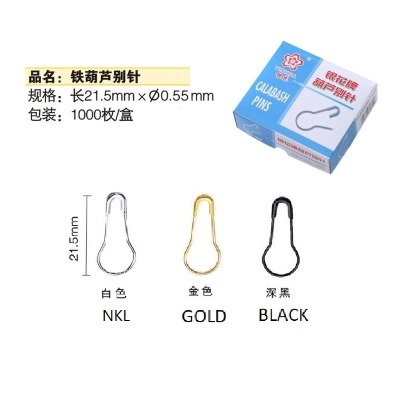 品名：铁葫芦别针
规格：长21.5mm×Ø0.55mm
包装：1000枚/盒
银花牌
葫芦别针
CALABASH
PINS
21.5mm
白色
金色
深黑
NKL
GOLD
BLACK